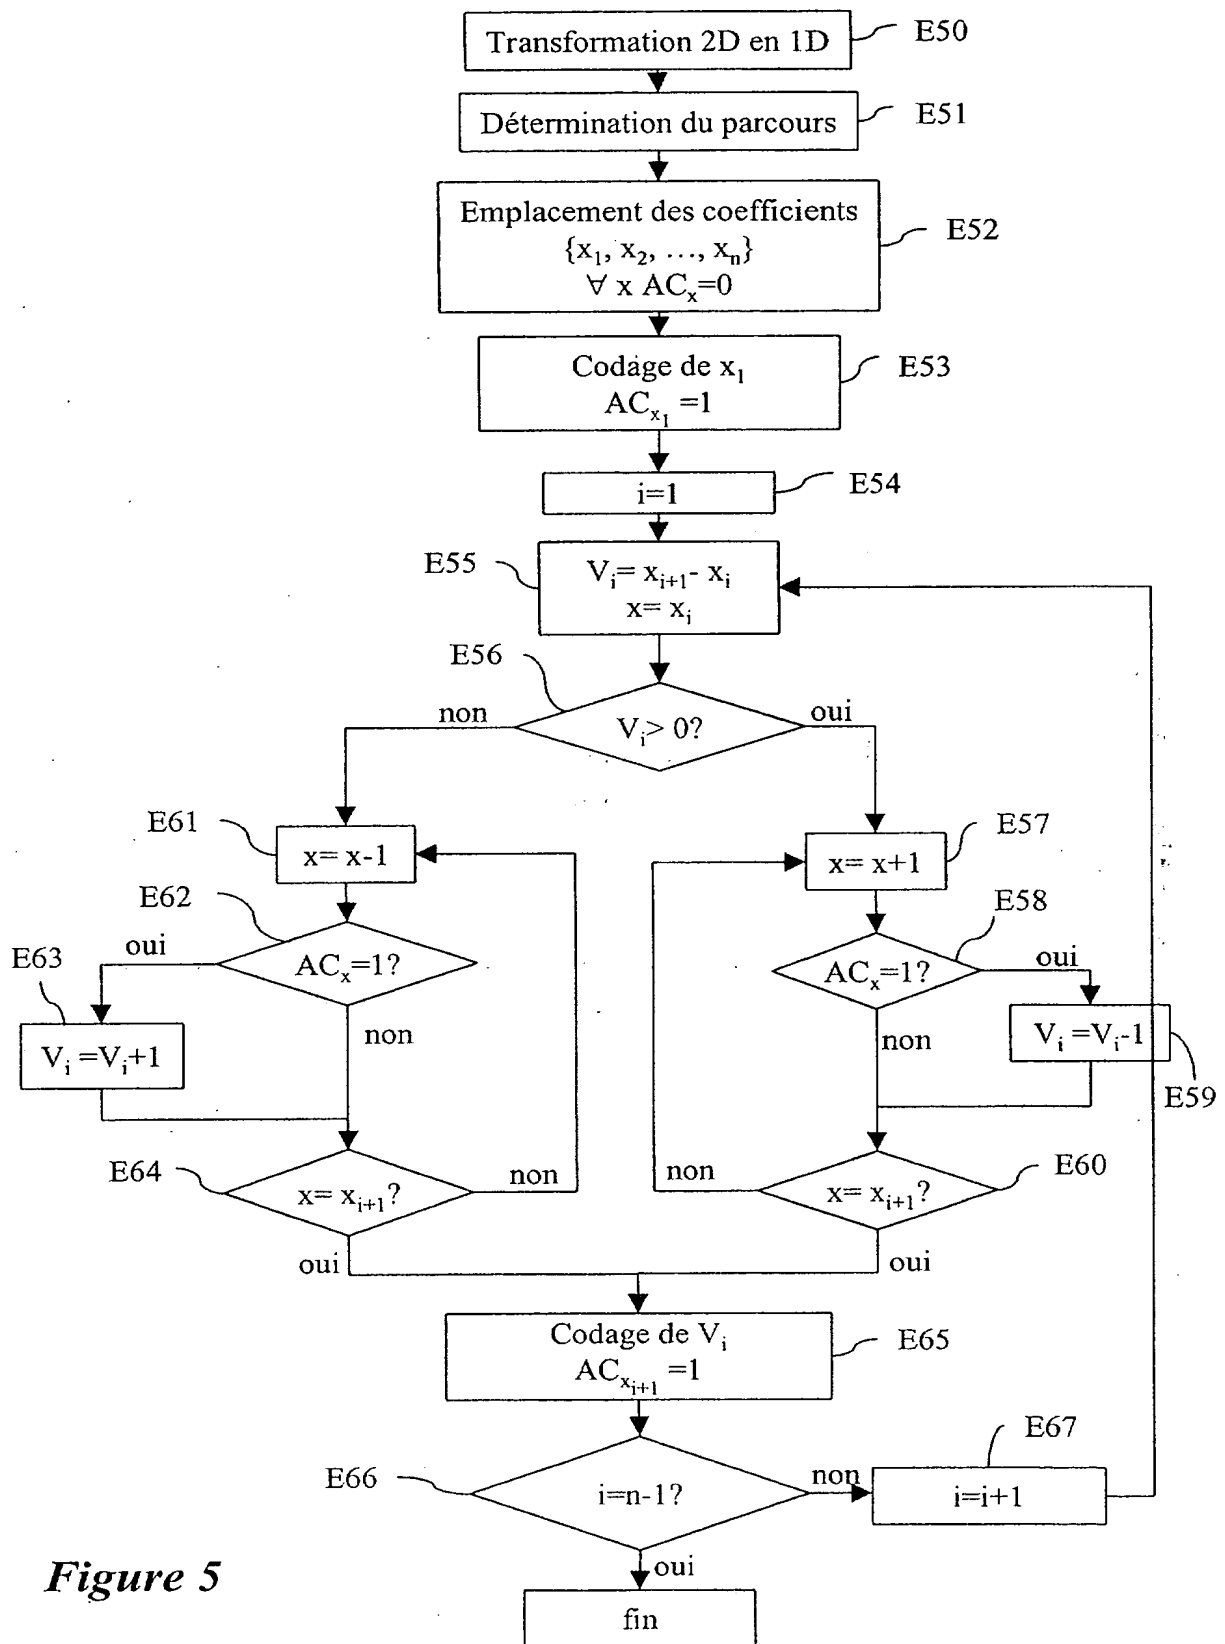 Transformation 2D en 1D
E50
Détermination du parcours
E51
Emplacement des coefficients
{x₁, x₂, ..., xₙ}
∀ x ACₓ=0
E52
Codage de x₁
AC_{x₁} =1
E53
i=1
E54
E55
Vᵢ= xᵢ₊₁- xᵢ
x= xᵢ
E56
non
Vᵢ> 0?
oui
E61
x= x-1
E57
x= x+1
E62
oui
ACₓ=1?
non
E58
ACₓ=1?
oui
non
E63
Vᵢ =Vᵢ+1
Vᵢ =Vᵢ-1
E59
E64
x= xᵢ₊₁?
non
oui
non
x= xᵢ₊₁?
E60
oui
Codage de Vᵢ
AC_{xᵢ₊₁} =1
E65
E66
i=n-1?
non
E67
i=i+1
oui
fin
Figure 5